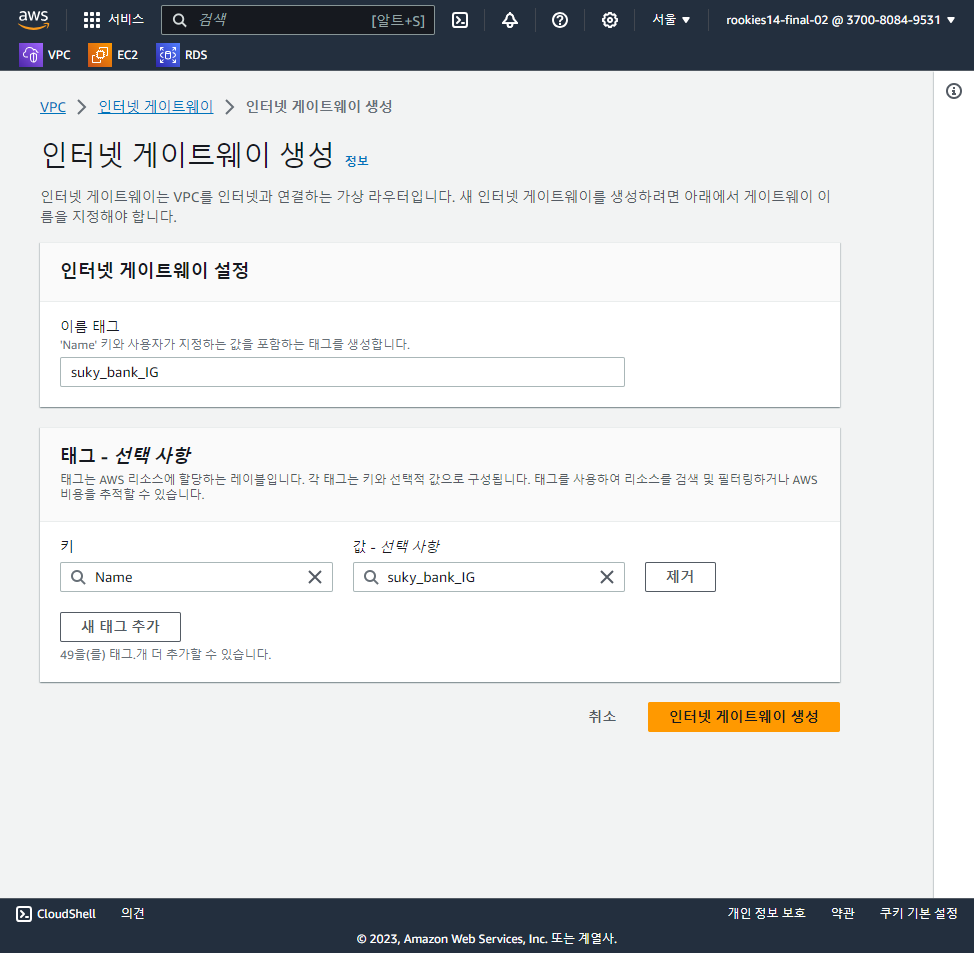 aws 서비스 검색 [알트+S] 서울 ▼ rookies14-final-02 @ 3700-8084-9531 ▼
VPC EC2 RDS
VPC > 인터넷 게이트웨이 > 인터넷 게이트웨이 생성
인터넷 게이트웨이 생성 정보
인터넷 게이트웨이는 VPC를 인터넷과 연결하는 가상 라우터입니다. 새 인터넷 게이트웨이를 생성하려면 아래에서 게이트웨이 이
름을 지정해야 합니다.
인터넷 게이트웨이 설정
이름 태그
'Name' 키와 사용자가 지정하는 값을 포함하는 태그를 생성합니다.
suky_bank_IG
태그 - 선택 사항
태그는 AWS 리소스에 할당하는 레이블입니다. 각 태그는 키와 선택적 값으로 구성됩니다. 태그를 사용하여 리소스를 검색 및 필터링하거나 AWS
비용을 추적할 수 있습니다.
키 값 - 선택 사항
Name suky_bank_IG 제거
새 태그 추가
49을(를) 태그.개 더 추가할 수 있습니다.
취소 인터넷 게이트웨이 생성
CloudShell 의견 개인 정보 보호 약관 쿠키 기본 설정
© 2023, Amazon Web Services, Inc. 또는 계열사.